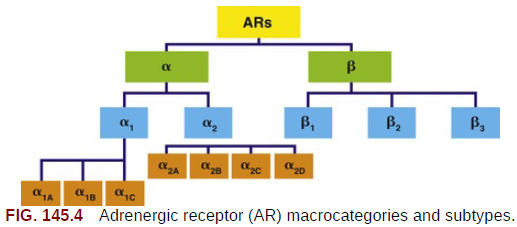 ARs
α β
α1 α2 β1 β2 β3
α2A α2B α2C α2D
α1A α1B α1C
FIG. 145.4 Adrenergic receptor (AR) macrocategories and subtypes.